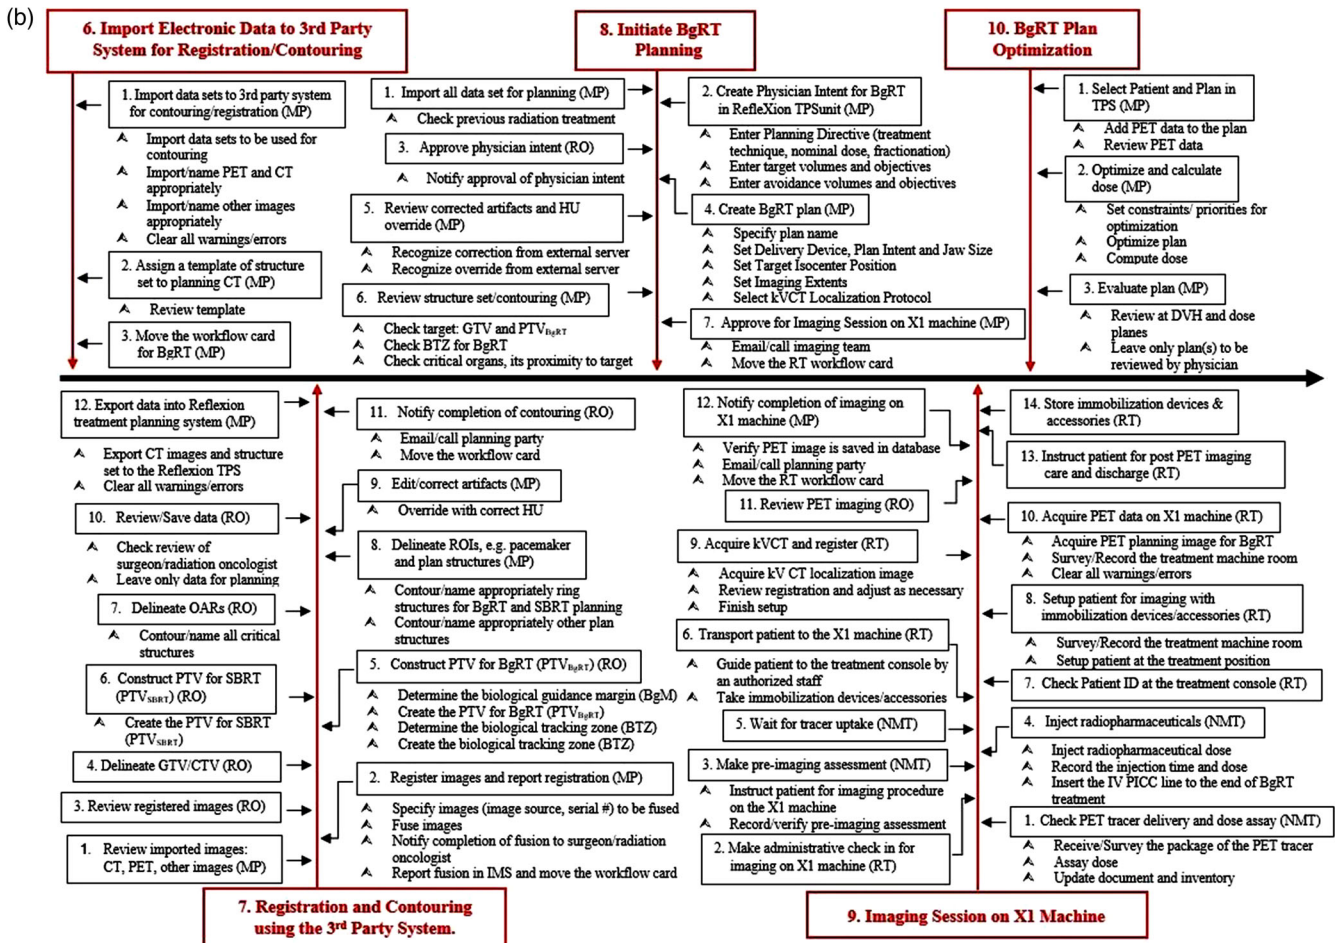 (b)
6. Import Electronic Data to 3rd Party
System for Registration/Contouring
1. Import data sets to 3rd party system
for contouring/registration (MP)
Import data sets to be used for
contouring
Import/name PET and CT
appropriately
Import/name other images
appropriately
Clear all warnings/errors
2. Assign a template of structure
set to planning CT (MP)
Review template
3. Move the workflow card
for BgRT (MP)
8. Initiate BgRT
Planning
1. Import all data set for planning (MP)
Check previous radiation treatment
3. Approve physician intent (RO)
Notify approval of physician intent
5. Review corrected artifacts and HU
override (MP)
Recognize correction from external server
Recognize override from external server
6. Review structure set/contouring (MP)
Check target: GTV and PTVBgRT
Check BTZ for BgRT
Check critical organs, its proximity to target
2. Create Physician Intent for BgRT
in RefleXion TPSunit (MP)
Enter Planning Directive (treatment
technique, nominal dose, fractionation)
Enter target volumes and objectives
Enter avoidance volumes and objectives
4. Create BgRT plan (MP)
Specify plan name
Set Delivery Device, Plan Intent and Jaw Size
Set Target Isocenter Position
Set Imaging Extents
Select kVCT Localization Protocol
7. Approve for Imaging Session on X1 machine (MP)
Email/call imaging team
Move the RT workflow card
10. BgRT Plan
Optimization
1. Select Patient and Plan in
TPS (MP)
Add PET data to the plan
Review PET data
2. Optimize and calculate
dose (MP)
Set constraints/ priorities for
optimization
Optimize plan
Compute dose
3. Evaluate plan (MP)
Review at DVH and dose
planes
Leave only plan(s) to be
reviewed by physician
12. Export data into Reflexion
treatment planning system (MP)
Export CT images and structure
set to the Reflexion TPS
Clear all warnings/errors
10. Review/Save data (RO)
Check review of
surgeon/radiation oncologist
Leave only data for planning
7. Delineate OARs (RO)
Contour/name all critical
structures
6. Construct PTV for SBRT
(PTVSBRT) (RO)
Create the PTV for SBRT
(PTVSBRT)
4. Delineate GTV/CTV (RO)
3. Review registered images (RO)
1. Review imported images:
CT, PET, other images (MP)
11. Notify completion of contouring (RO)
Email/call planning party
Move the workflow card
9. Edit/correct artifacts (MP)
Override with correct HU
8. Delineate ROIs, e.g. pacemaker
and plan structures (MP)
Contour/name appropriately ring
structures for BgRT and SBRT planning
Contour/name appropriately other plan
structures
5. Construct PTV for BgRT (PTVBgRT) (RO)
Determine the biological guidance margin (BgM)
Create the PTV for BgRT (PTVBgRT)
Determine the biological tracking zone (BTZ)
Create the biological tracking zone (BTZ)
2. Register images and report registration (MP)
Specify images (image source, serial #) to be fused
Fuse images
Notify completion of fusion to surgeon/radiation
oncologist
Report fusion in IMS and move the workflow card
7. Registration and Contouring
using the 3rd Party System.
12. Notify completion of imaging on
X1 machine (MP)
Verify PET image is saved in database
Email/call planning party
Move the RT workflow card
11. Review PET imaging (RO)
9. Acquire kVCT and register (RT)
Acquire kV CT localization image
Review registration and adjust as necessary
Finish setup
6. Transport patient to the X1 machine (RT)
Guide patient to the treatment console by
an authorized staff
Take immobilization devices/accessories
5. Wait for tracer uptake (NMT)
3. Make pre-imaging assessment (NMT)
Instruct patient for imaging procedure
on the X1 machine
Record/verify pre-imaging assessment
2. Make administrative check in for
imaging on X1 machine (RT)
14. Store immobilization devices &
accessories (RT)
13. Instruct patient for post PET imaging
care and discharge (RT)
10. Acquire PET data on X1 machine (RT)
Acquire PET planning image for BgRT
Survey/Record the treatment machine room
Clear all warnings/errors
8. Setup patient for imaging with
immobilization devices/accessories (RT)
Survey/Record the treatment machine room
Setup patient at the treatment position
7. Check Patient ID at the treatment console (RT)
4. Inject radiopharmaceuticals (NMT)
Inject radiopharmaceutical dose
Record the injection time and dose
Insert the IV PICC line to the end of BgRT
treatment
1. Check PET tracer delivery and dose assay (NMT)
Receive/Survey the package of the PET tracer
Assay dose
Update document and inventory
9. Imaging Session on X1 Machine